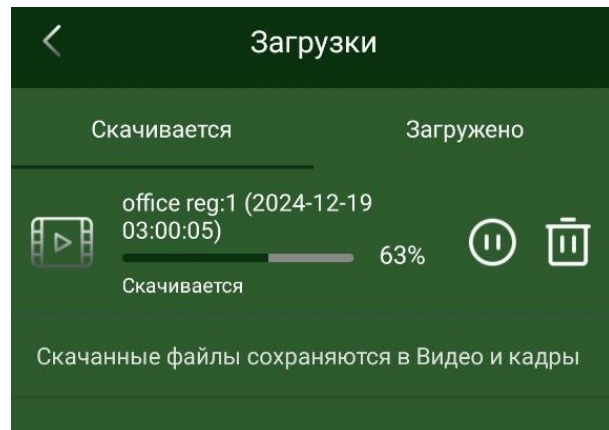 Загрузки
Скачивается
Загружено
office reg:1 (2024-12-19
03:00:05)
63%
Скачивается
Скачанные файлы сохраняются в Видео и кадры